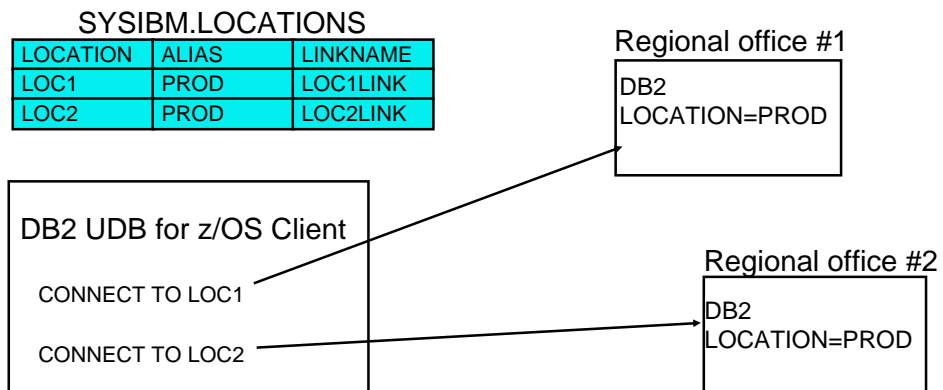 SYSIBM.LOCATIONS
LOCATION ALIAS LINKNAME
LOC1 PROD LOC1LINK
LOC2 PROD LOC2LINK
Regional office #1
DB2
LOCATION=PROD
DB2 UDB for z/OS Client
CONNECT TO LOC1
CONNECT TO LOC2
Regional office #2
DB2
LOCATION=PROD